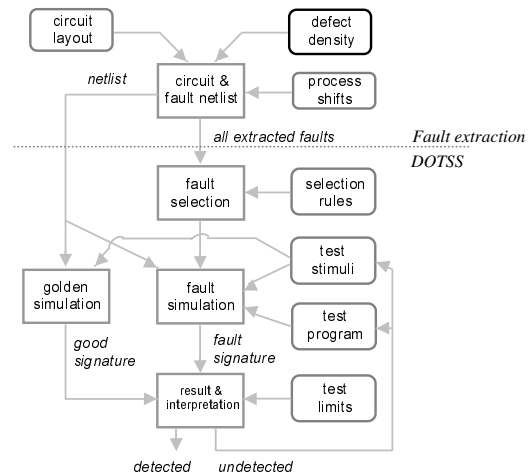 circuit
layout
defect
density
netlist
circuit &
fault netlist
process
shifts
all extracted faults
Fault extraction
DOTSS
fault
selection
selection
rules
test
stimuli
golden
simulation
fault
simulation
test
program
good
signature
fault
signature
result &
interpretation
test
limits
detected
undetected